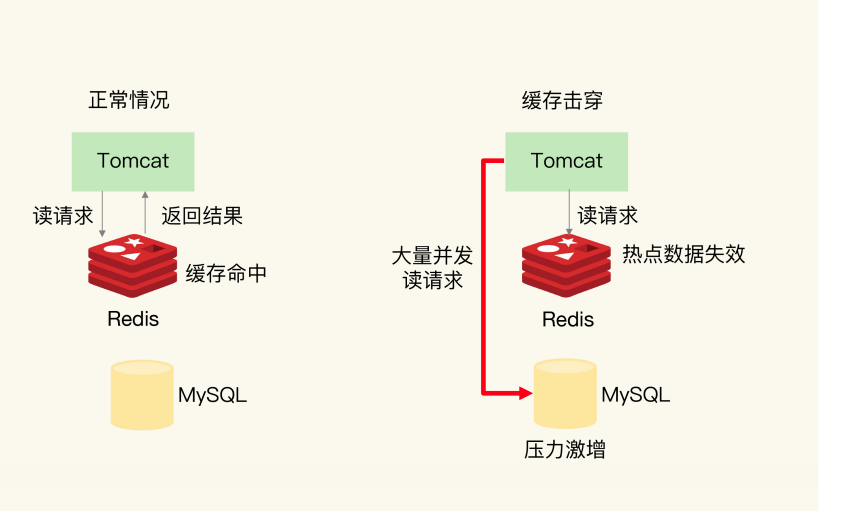 正常情况
Tomcat
读请求
返回结果
缓存命中
Redis
MySQL
缓存击穿
Tomcat
读请求
大量并发
读请求
热点数据失效
Redis
MySQL
压力激增